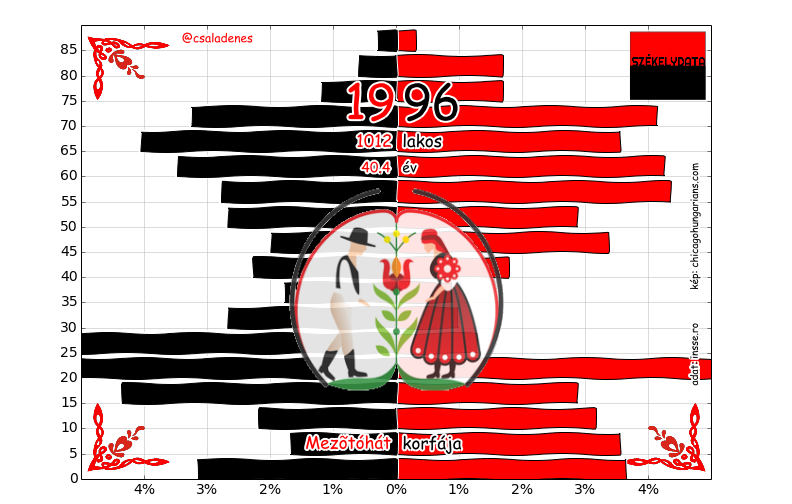 @csaladenes
SZÉKELYDATA
1996
1012 lakos
40.4 év
kép: chicagohungarians.com
adat: insse.ro
Mezőtóhát korfája
85
80
75
70
65
60
55
50
45
40
35
30
25
20
15
10
5
0
4% 3% 2% 1% 0% 1% 2% 3% 4%